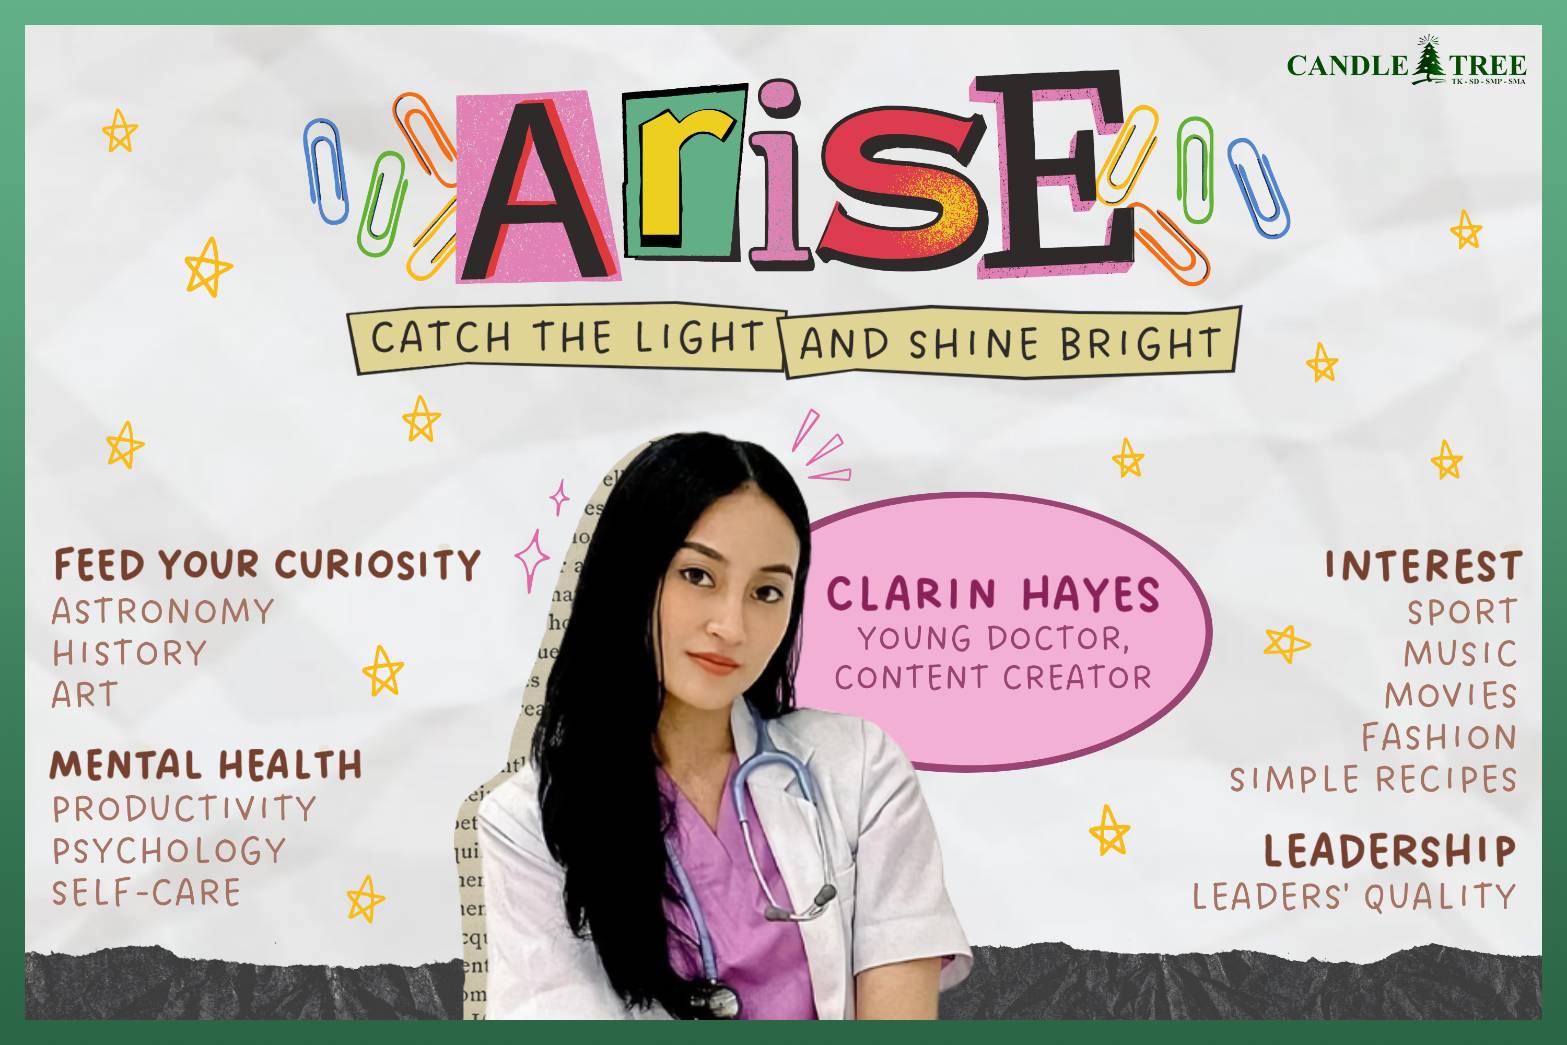 CANDLE TREE
TK - SD - SMP - SMA
ArisE
CATCH THE LIGHT AND SHINE BRIGHT
FEED YOUR CURIOSITY
ASTRONOMY
HISTORY
ART
MENTAL HEALTH
PRODUCTIVITY
PSYCHOLOGY
SELF-CARE
CLARIN HAYES
YOUNG DOCTOR,
CONTENT CREATOR
INTEREST
SPORT
MUSIC
MOVIES
FASHION
SIMPLE RECIPES
LEADERSHIP
LEADERS' QUALITY